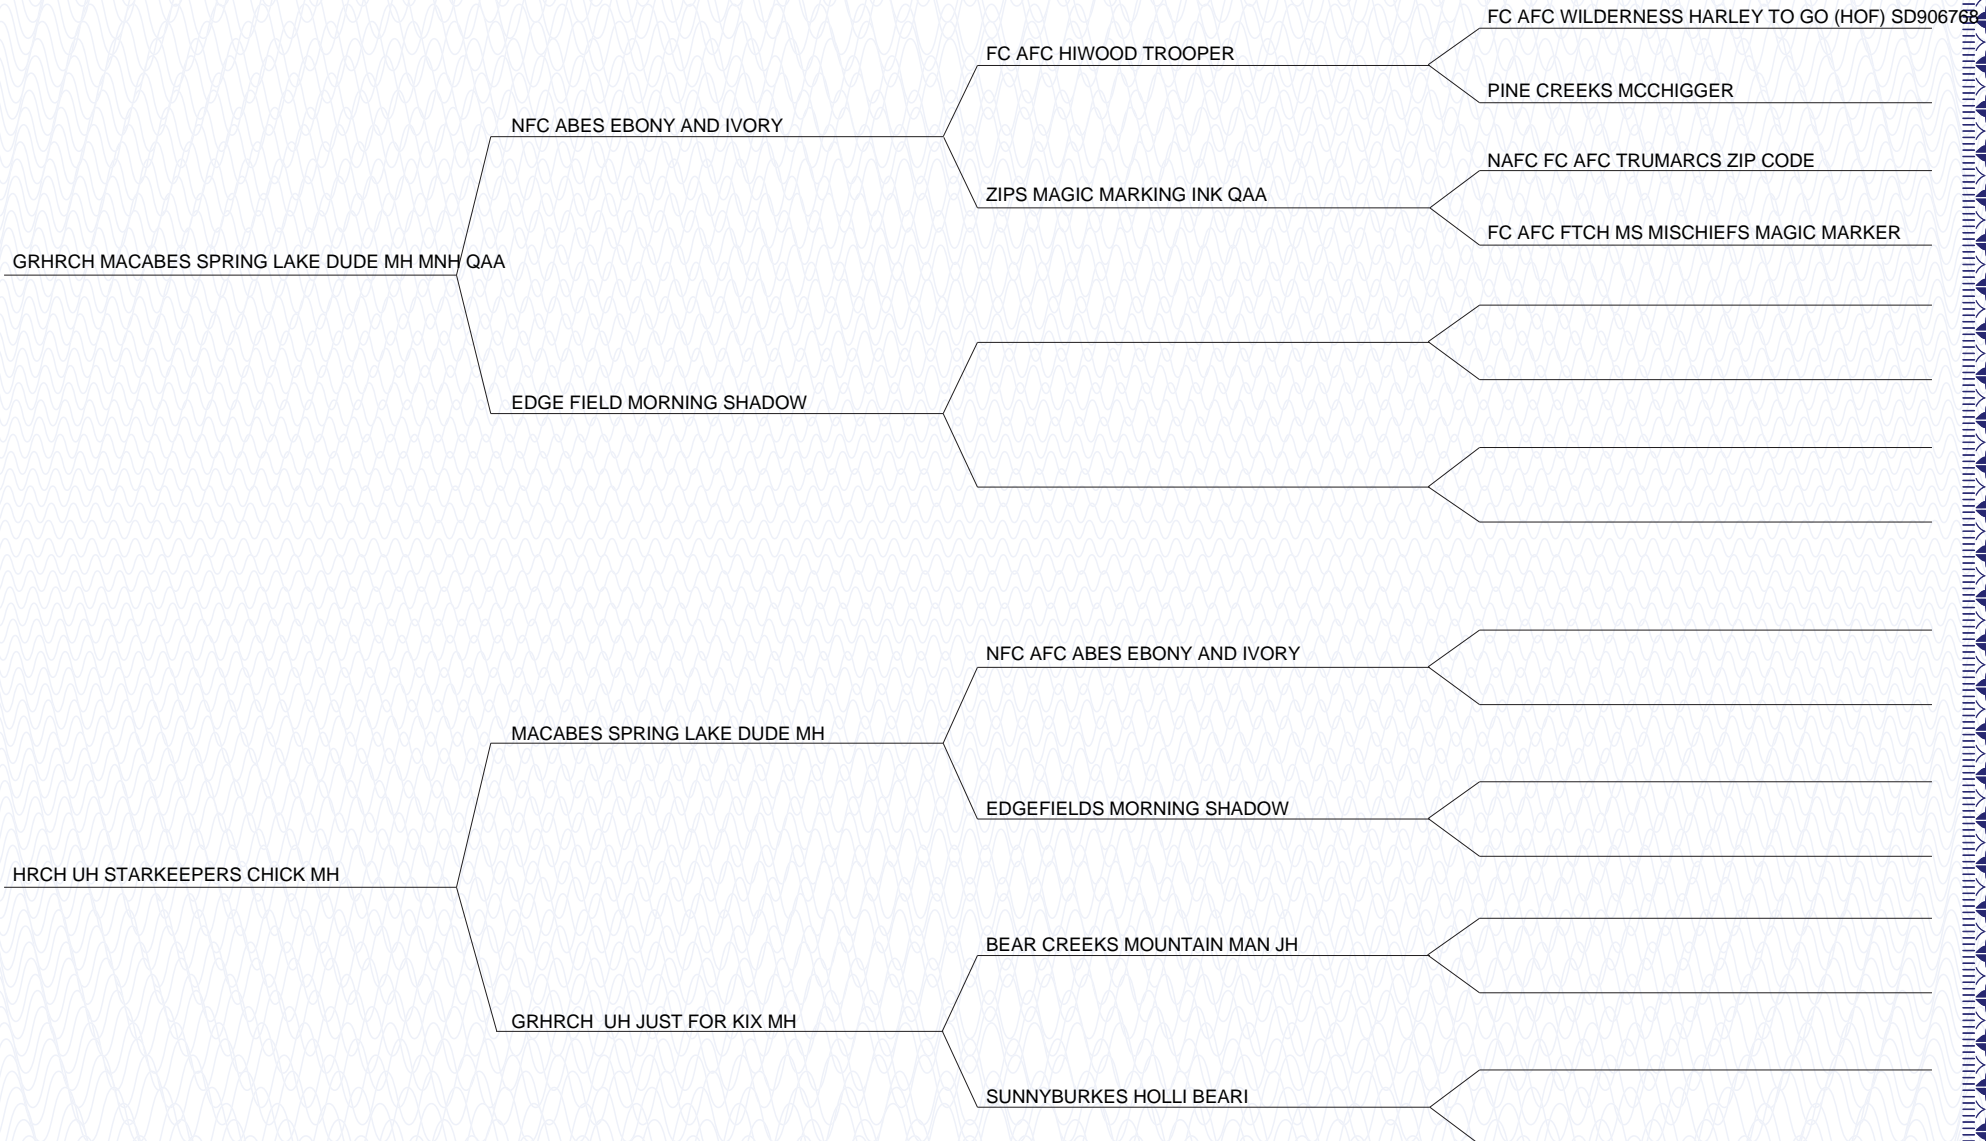 FC AFC WILDERNESS HARLEY TO GO (HOF) SD906768
FC AFC HIWOOD TROOPER
PINE CREEKS MCCHIGGER
NFC ABES EBONY AND IVORY
NAFC FC AFC TRUMARCS ZIP CODE
ZIPS MAGIC MARKING INK QAA
FC AFC FTCH MS MISCHIEFS MAGIC MARKER
GRHRCH MACABES SPRING LAKE DUDE MH MNH QAA
EDGE FIELD MORNING SHADOW
NFC AFC ABES EBONY AND IVORY
MACABES SPRING LAKE DUDE MH
EDGEFIELDS MORNING SHADOW
HRCH UH STARKEEPERS CHICK MH
BEAR CREEKS MOUNTAIN MAN JH
GRHRCH  UH JUST FOR KIX MH
SUNNYBURKES HOLLI BEARI